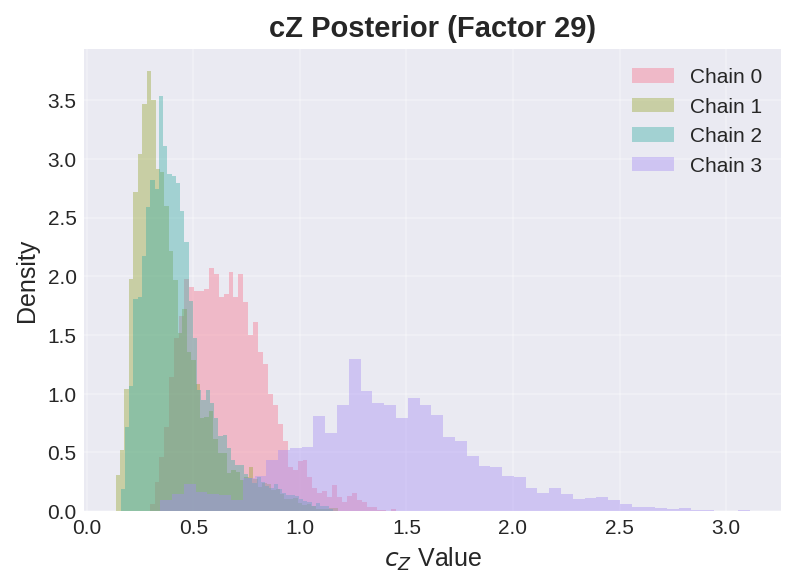 cZ Posterior (Factor 29)
Chain 0
Chain 1
Chain 2
Chain 3
Density
3.5
3.0
2.5
2.0
1.5
1.0
0.5
0.0
0.0 0.5 1.0 1.5 2.0 2.5 3.0
c_Z Value